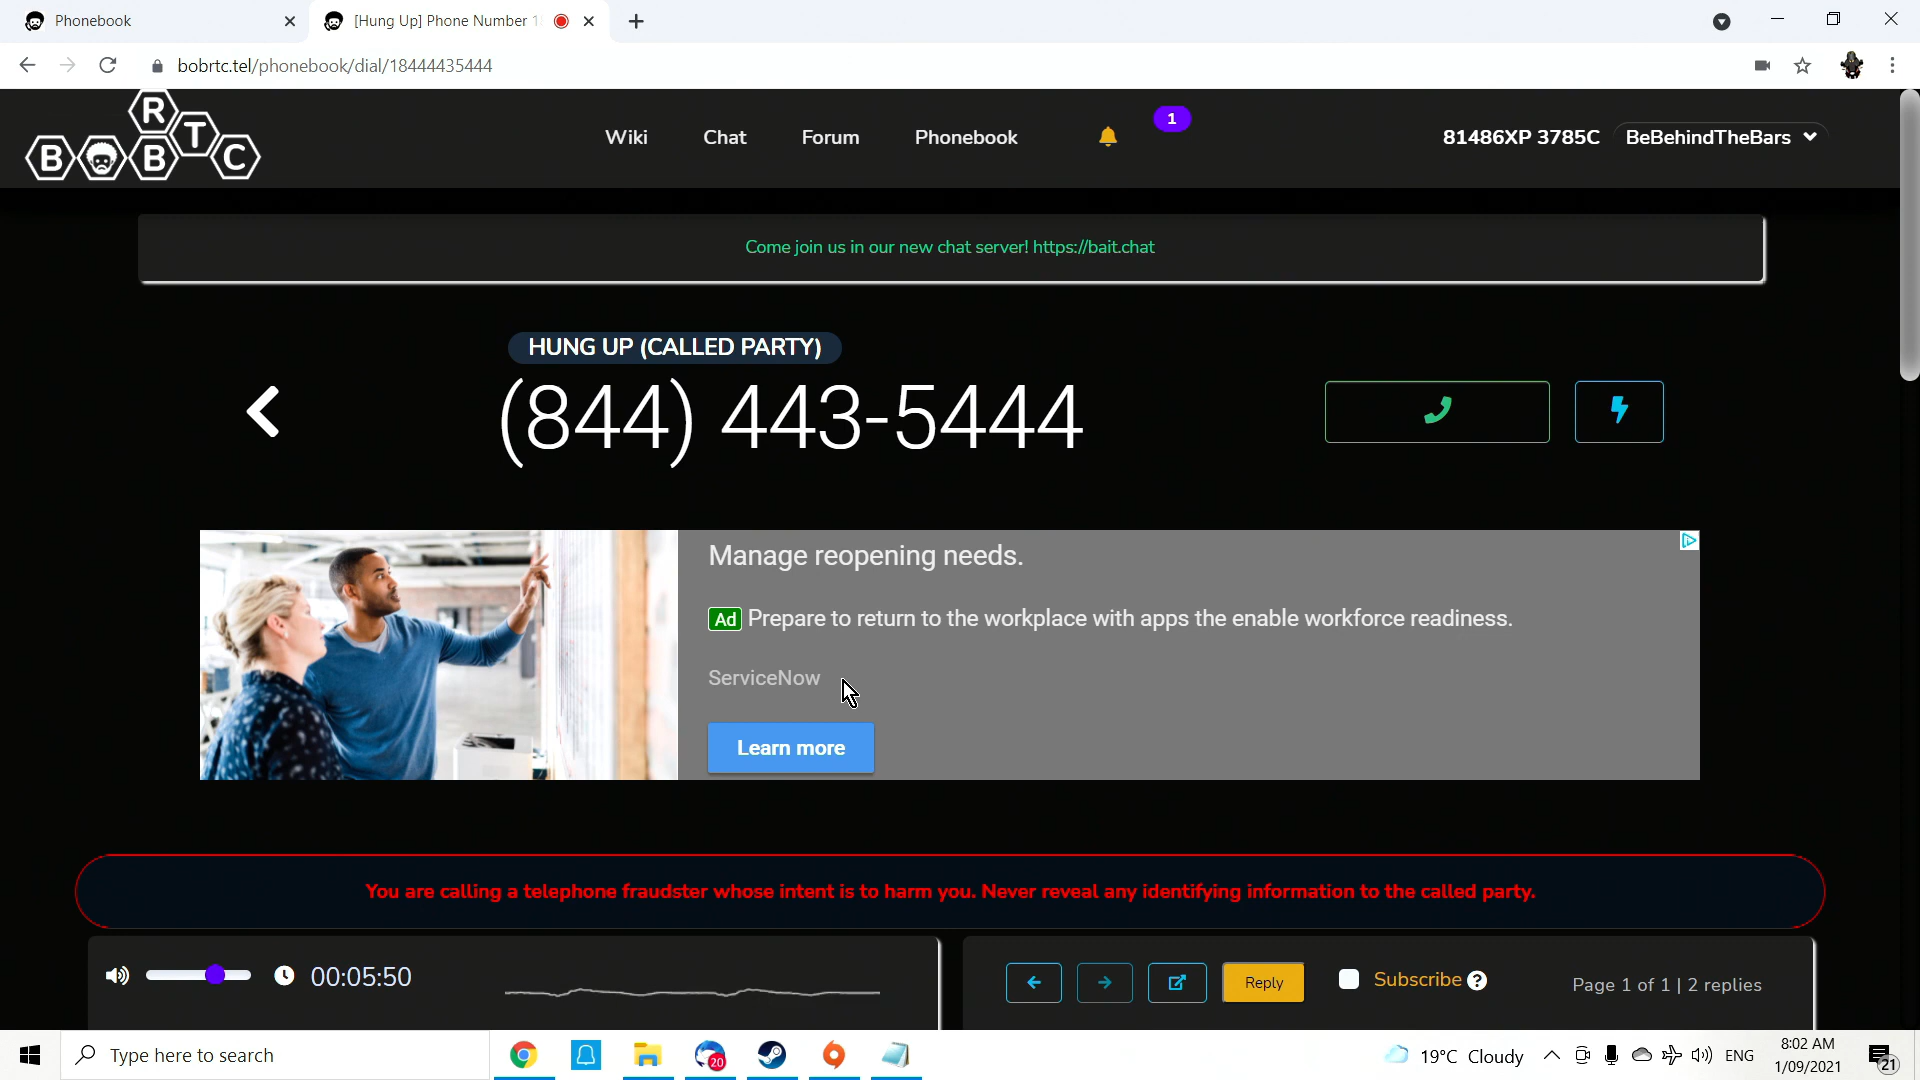 Phonebook
[Hung Up] Phone Number
bobrtc.tel/phonebook/dial/18444435444
B B R T C
Wiki Chat Forum Phonebook 1 81486XP 3785C BeBehindTheBars
Come join us in our new chat server! https://bait.chat
HUNG UP (CALLED PARTY)
(844) 443-5444
Manage reopening needs.
Ad Prepare to return to the workplace with apps the enable workforce readiness.
ServiceNow
Learn more
You are calling a telephone fraudster whose intent is to harm you. Never reveal any identifying information to the called party.
00:05:50
Reply Subscribe ? Page 1 of 1 | 2 replies
Type here to search
20
19°C Cloudy
ENG
8:02 AM
1/09/2021
21